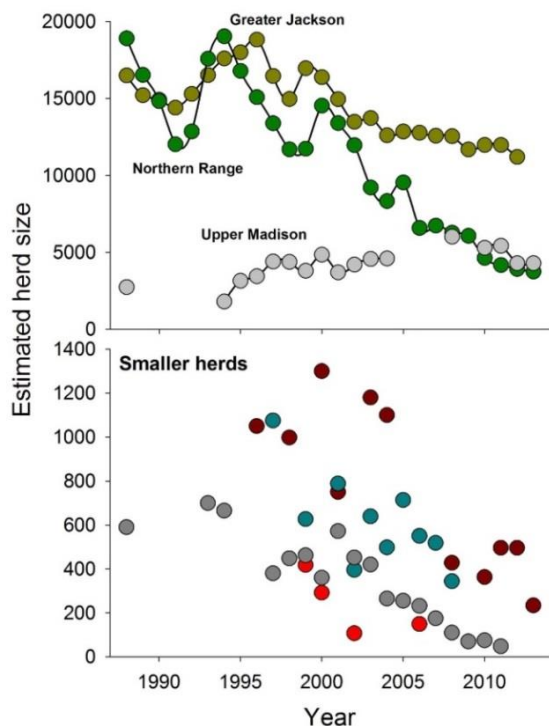 Greater Jackson
Northern Range
Upper Madison
Estimated herd size
20000
15000
10000
5000
0
Smaller herds
1400
1200
1000
800
600
400
200
0
1990 1995 2000 2005 2010
Year